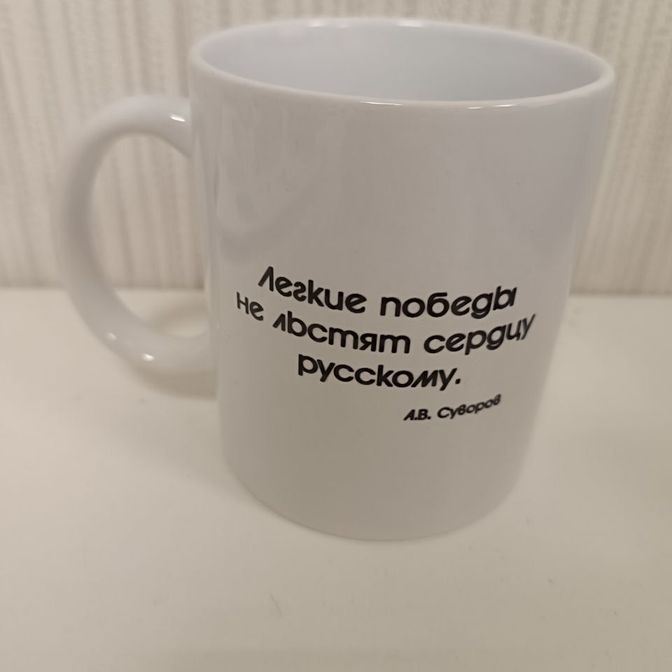 Легкие победы
не льстят сердцу
русскому.
А.В. Суворов